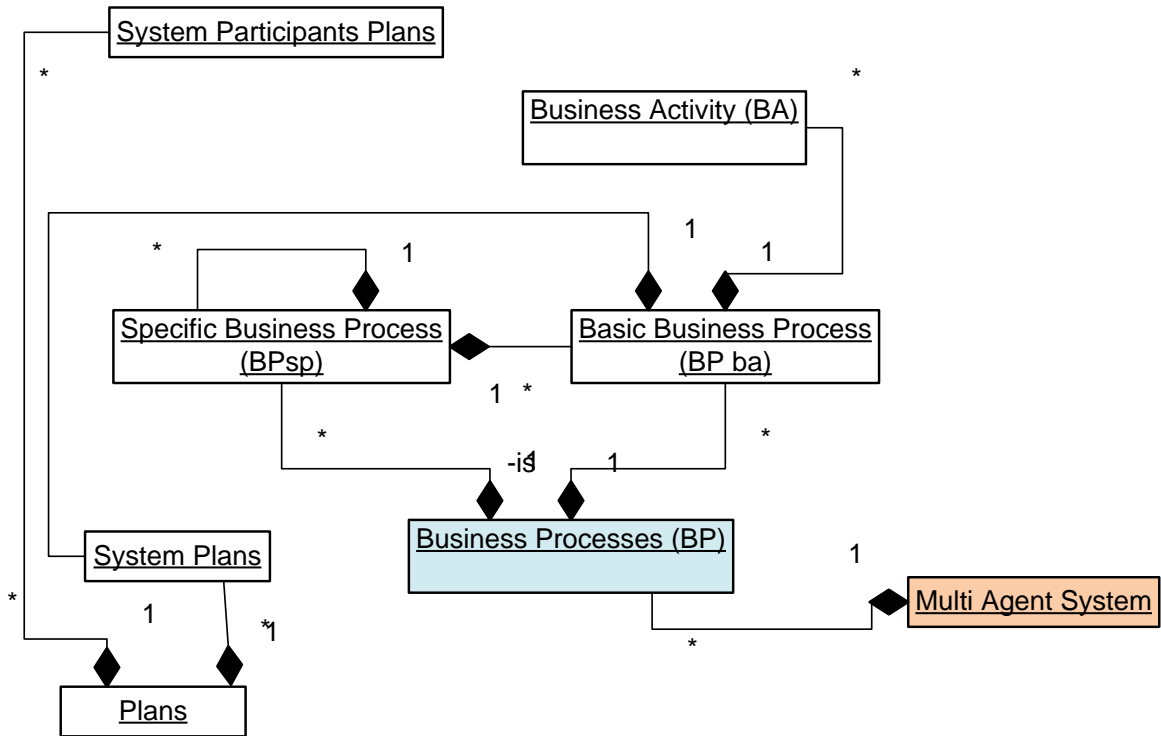 System Participants Plans
*
*
Business Activity (BA)
1
*
1
1
Specific Business Process
(BPsp)
Basic Business Process
(BP ba)
1
*
*
*
-is
1
1
Business Processes (BP)
System Plans
1
Multi Agent System
*
1
*
1
*
Plans